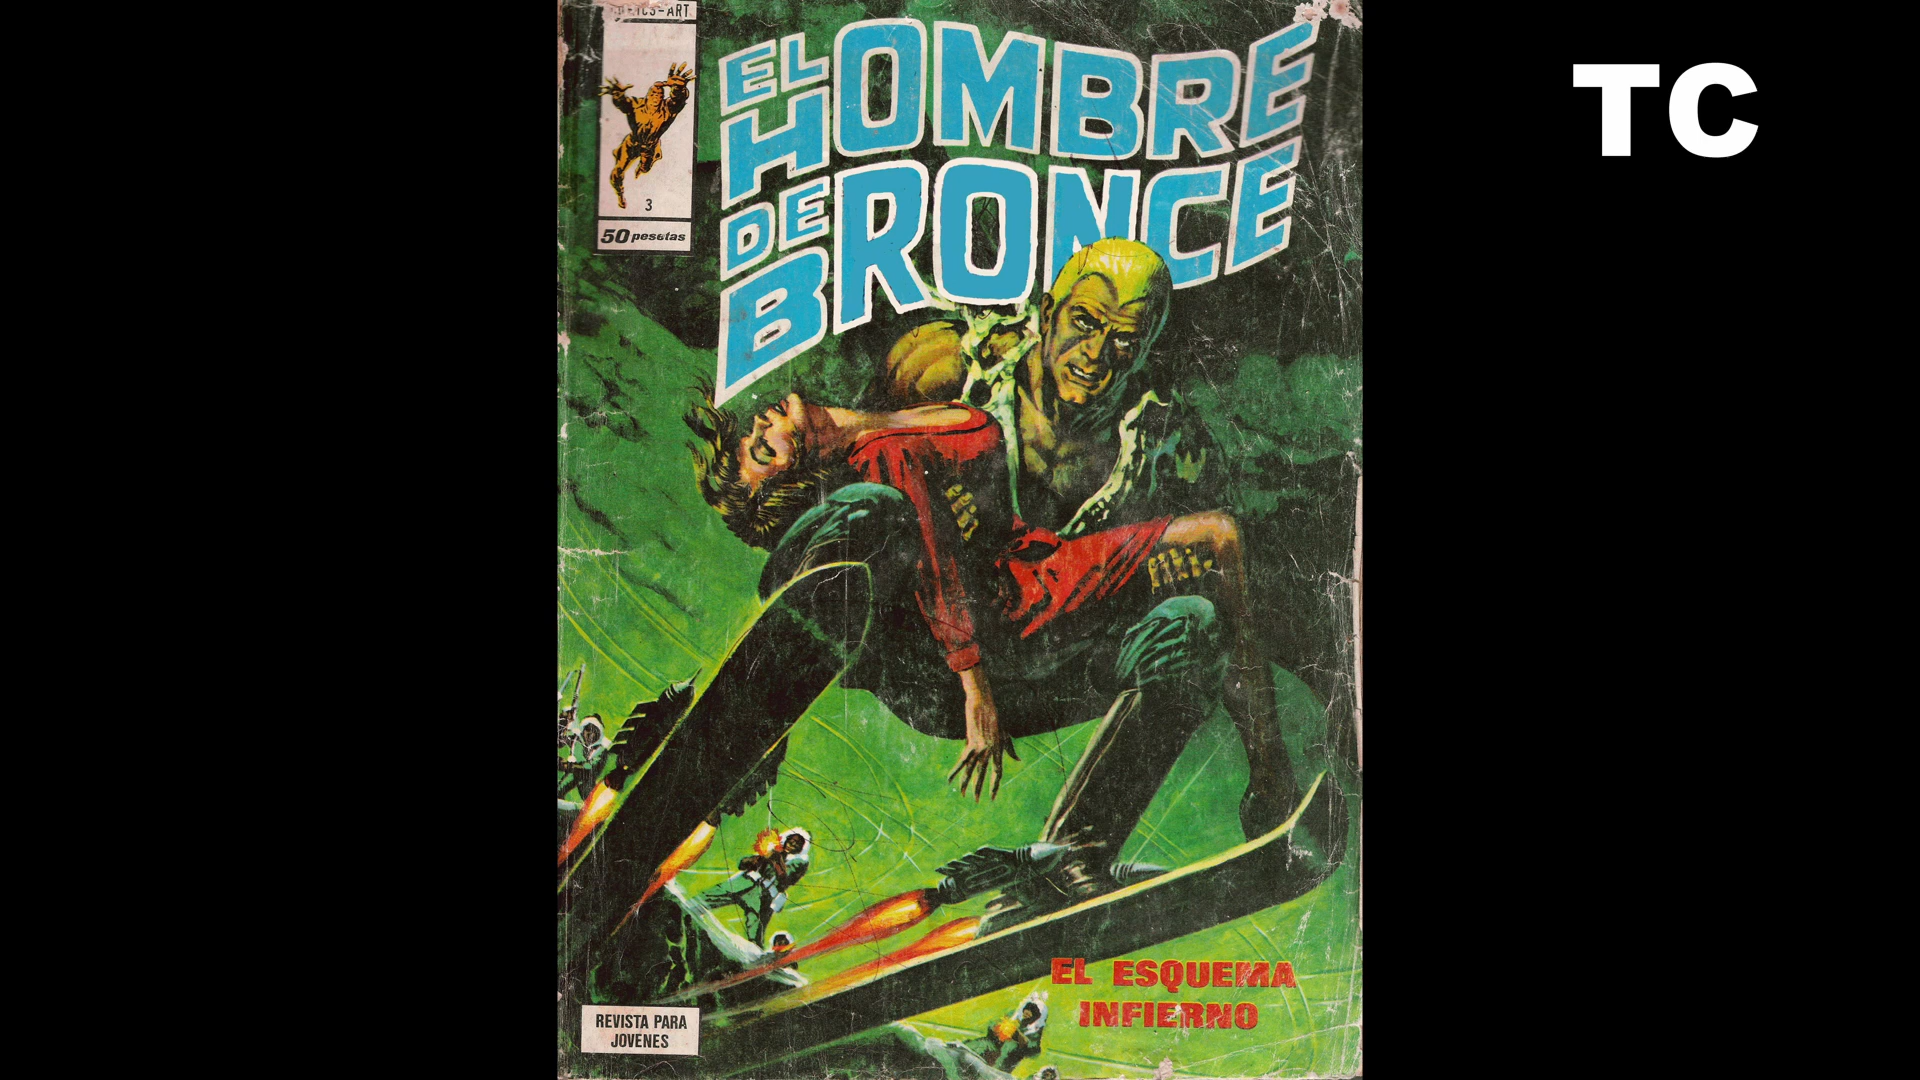 TC
EL HOMBRE
DE BRONCE
3
50 pesetas
EL ESQUEMA
INFIERNO
REVISTA PARA
JOVENES